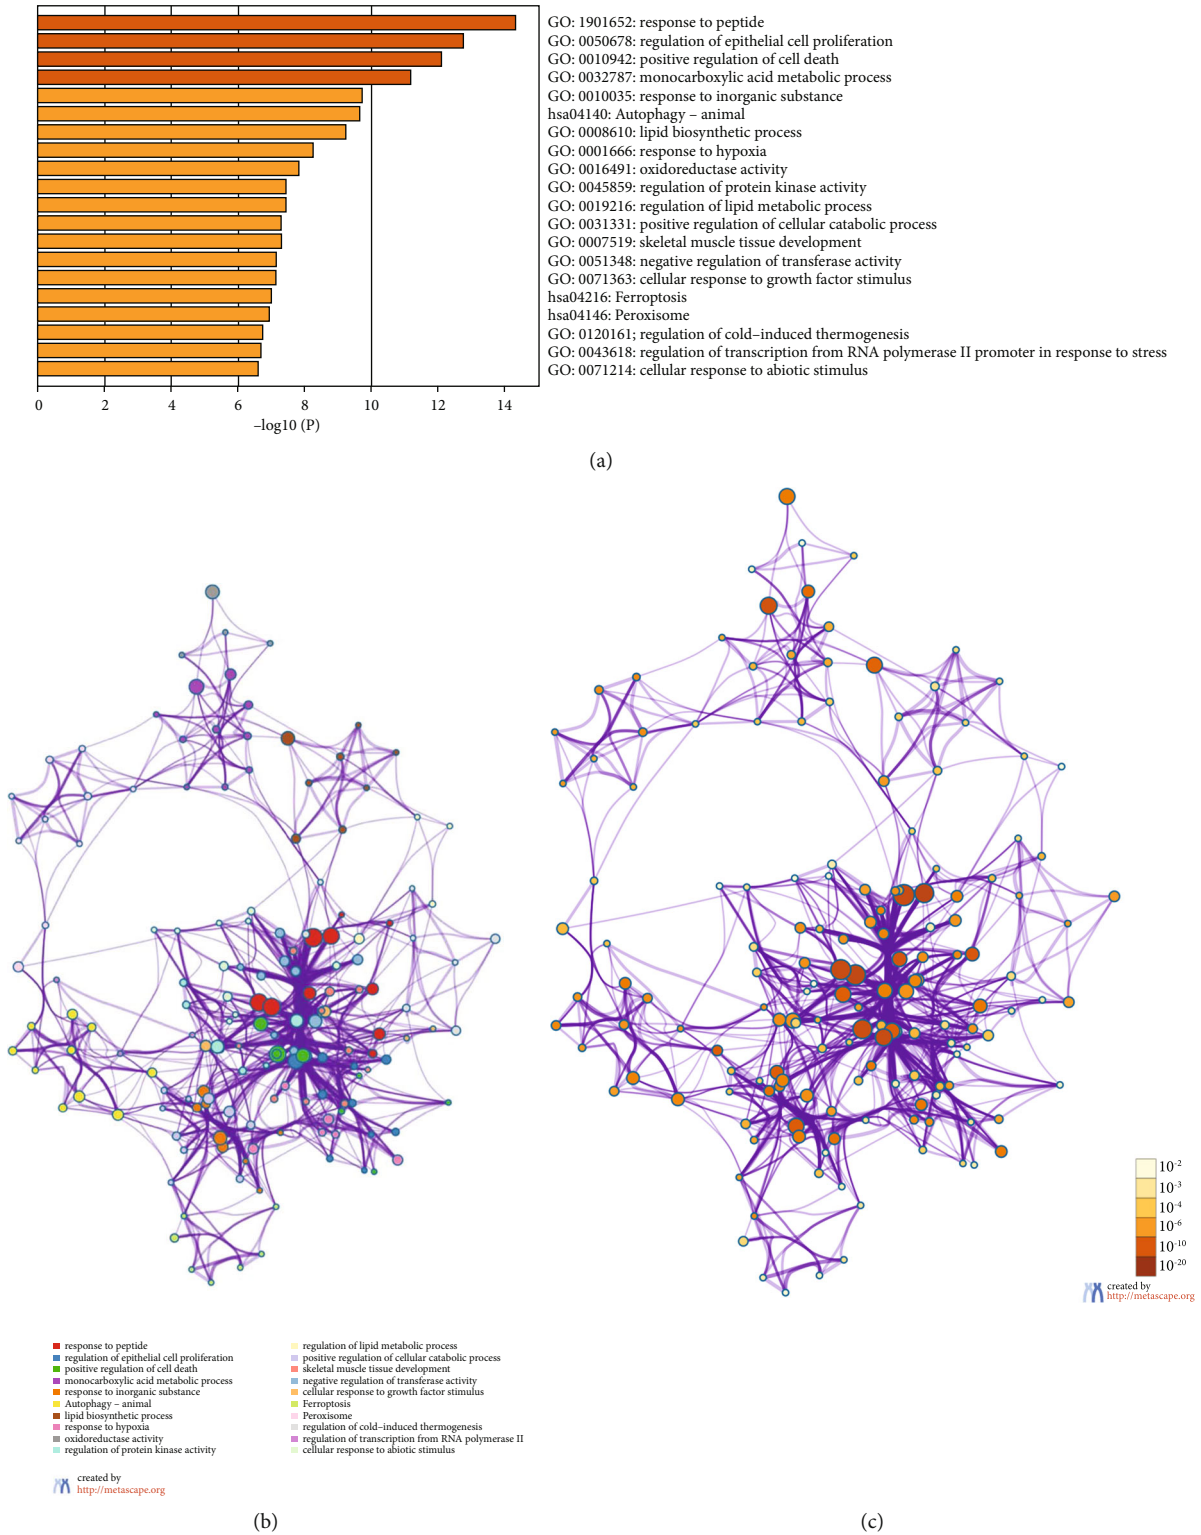 GO: 1901652: response to peptide
GO: 0050678: regulation of epithelial cell proliferation
GO: 0010942: positive regulation of cell death
GO: 0032787: monocarboxylic acid metabolic process
GO: 0010035: response to inorganic substance
hsa04140: Autophagy – animal
GO: 0008610: lipid biosynthetic process
GO: 0001666: response to hypoxia
GO: 0016491: oxidoreductase activity
GO: 0045859: regulation of protein kinase activity
GO: 0019216: regulation of lipid metabolic process
GO: 0031331: positive regulation of cellular catabolic process
GO: 0007519: skeletal muscle tissue development
GO: 0051348: negative regulation of transferase activity
GO: 0071363: cellular response to growth factor stimulus
hsa04216: Ferroptosis
hsa04146: Peroxisome
GO: 0120161; regulation of cold–induced thermogenesis
GO: 0043618: regulation of transcription from RNA polymerase II promoter in response to stress
GO: 0071214: cellular response to abiotic stimulus
0 2 4 6 8 10 12 14
–log10 (P)
(a)
10-2
10-3
10-4
10-6
10-10
10-20
created by
http://metascape.org
response to peptide
regulation of epithelial cell proliferation
positive regulation of cell death
monocarboxylic acid metabolic process
response to inorganic substance
Autophagy – animal
lipid biosynthetic process
response to hypoxia
oxidoreductase activity
regulation of protein kinase activity
regulation of lipid metabolic process
positive regulation of cellular catabolic process
skeletal muscle tissue development
negative regulation of transferase activity
cellular response to growth factor stimulus
Ferroptosis
Peroxisome
regulation of cold–induced thermogenesis
regulation of transcription from RNA polymerase II
cellular response to abiotic stimulus
created by
http://metascape.org
(b)
(c)